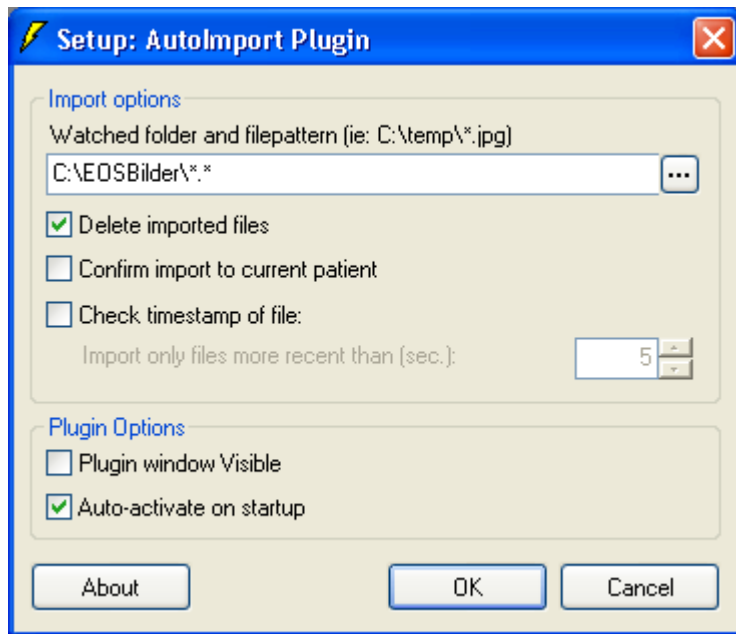 Setup: AutoImport Plugin
Import options
Watched folder and filepattern (ie: C:\temp\*.jpg)
C:\EOSBilder\*.*
...
Delete imported files
Confirm import to current patient
Check timestamp of file:
Import only files more recent than (sec.):
5
Plugin Options
Plugin window Visible
Auto-activate on startup
About
OK
Cancel